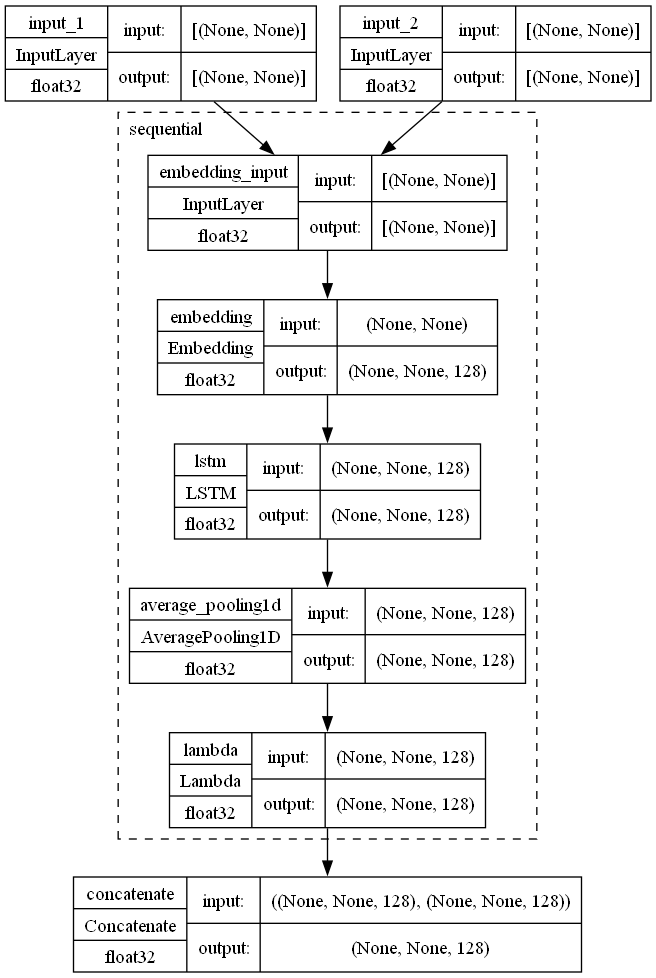 input_1
InputLayer
float32
input:
[(None, None)]
output:
[(None, None)]
input_2
InputLayer
float32
input:
[(None, None)]
output:
[(None, None)]
sequential
embedding_input
InputLayer
float32
input:
[(None, None)]
output:
[(None, None)]
embedding
Embedding
float32
input:
(None, None)
output:
(None, None, 128)
lstm
LSTM
float32
input:
(None, None, 128)
output:
(None, None, 128)
average_pooling1d
AveragePooling1D
float32
input:
(None, None, 128)
output:
(None, None, 128)
lambda
Lambda
float32
input:
(None, None, 128)
output:
(None, None, 128)
concatenate
Concatenate
float32
input:
((None, None, 128), (None, None, 128))
output:
(None, None, 128)